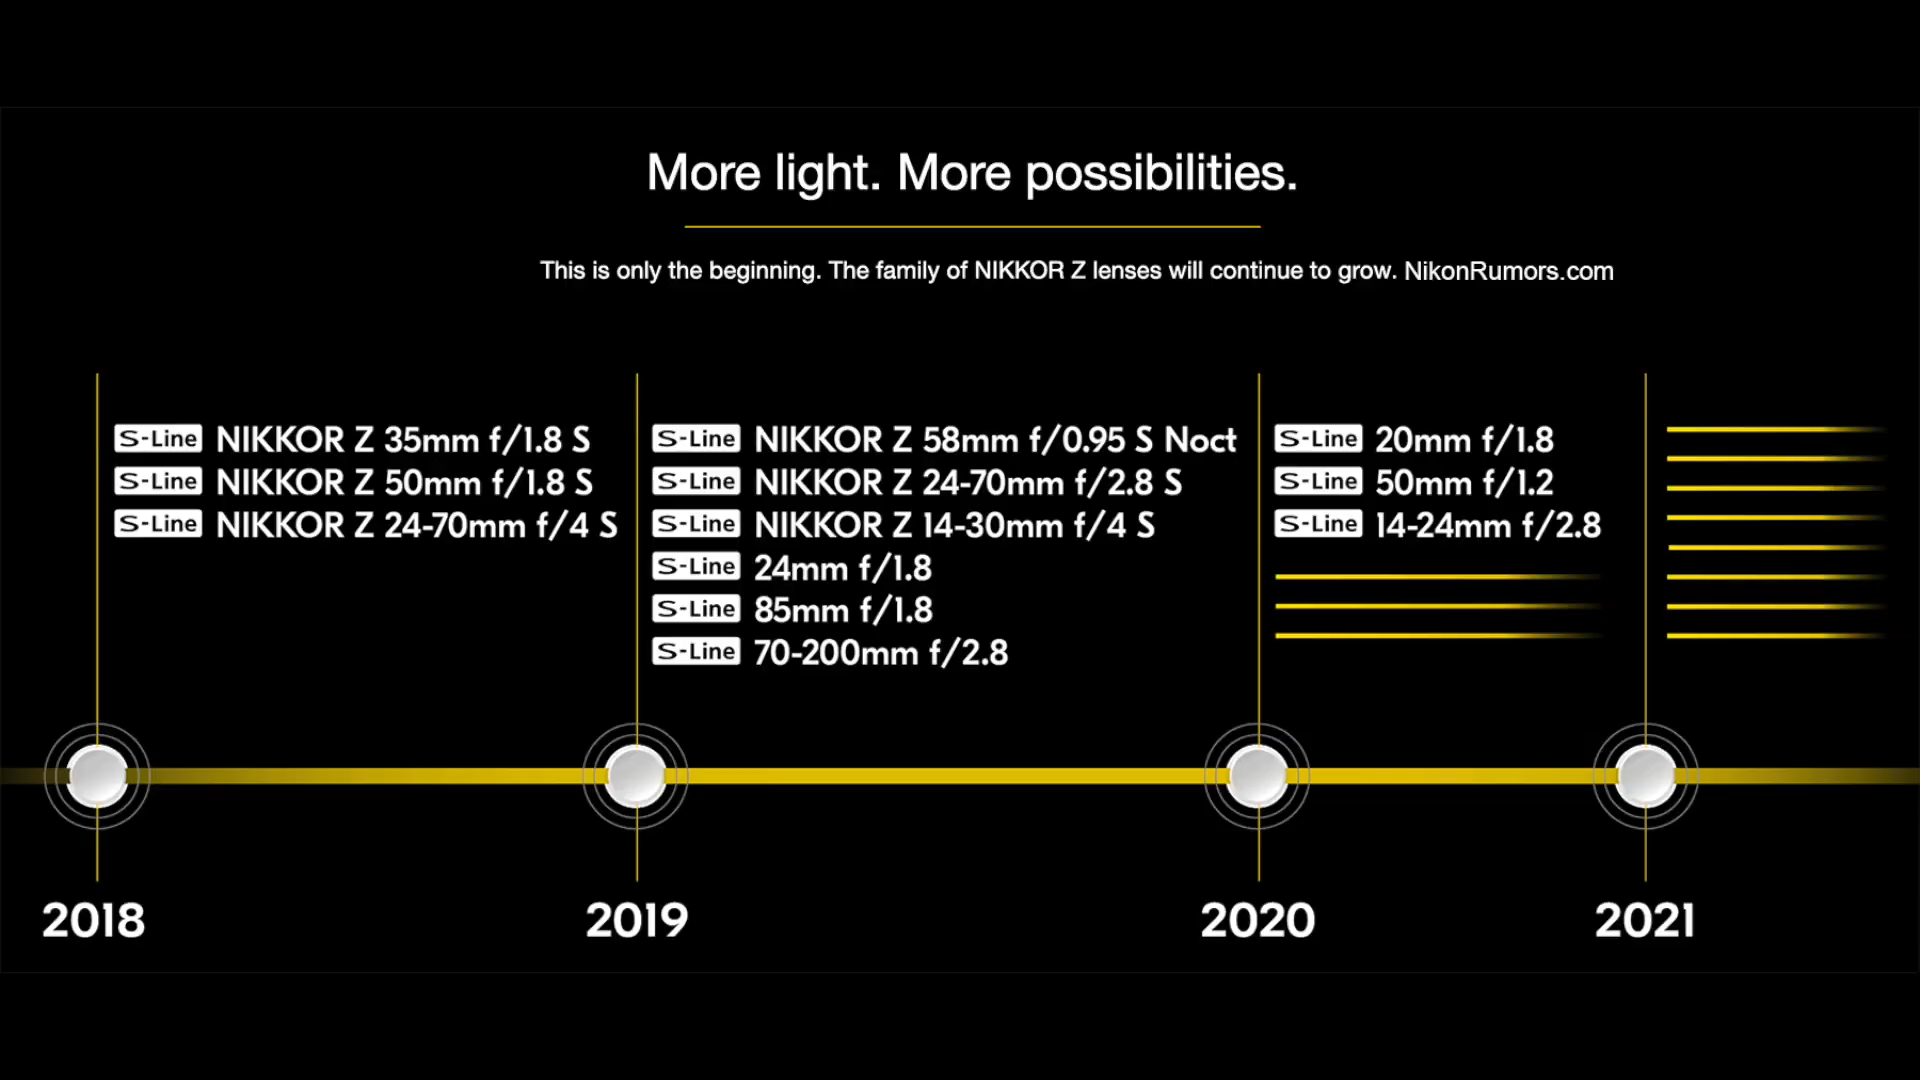 More light. More possibilities.
This is only the beginning. The family of NIKKOR Z lenses will continue to grow. NikonRumors.com
S-Line NIKKOR Z 35mm f/1.8 S
S-Line NIKKOR Z 50mm f/1.8 S
S-Line NIKKOR Z 24-70mm f/4 S
S-Line NIKKOR Z 58mm f/0.95 S Noct
S-Line NIKKOR Z 24-70mm f/2.8 S
S-Line NIKKOR Z 14-30mm f/4 S
S-Line 24mm f/1.8
S-Line 85mm f/1.8
S-Line 70-200mm f/2.8
S-Line 20mm f/1.8
S-Line 50mm f/1.2
S-Line 14-24mm f/2.8
2018
2019
2020
2021